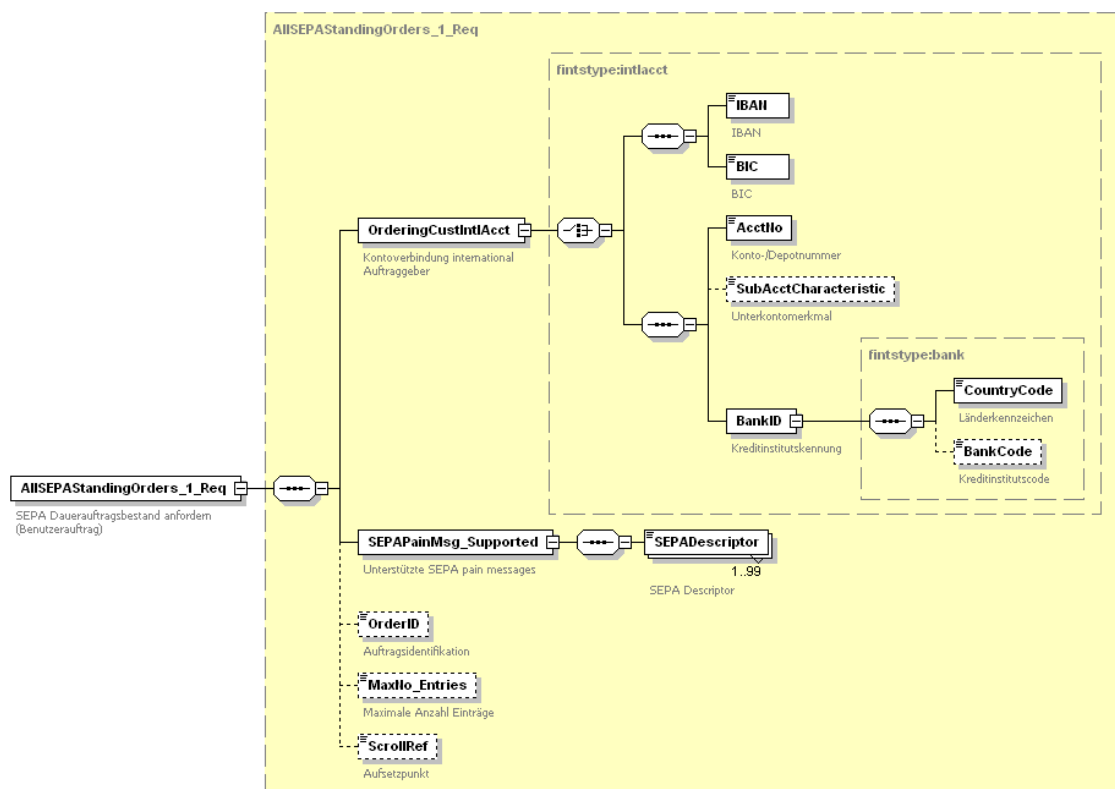 AllSEPAStandingOrders_1_Req
fintstype:intlacct
IBAN
IBAN
BIC
BIC
OrderingCustIntlAcct
Kontoverbindung international
Auftraggeber
AcctNo
Konto-/Depotnummer
SubAcctCharacteristic
Unterkontomerkmal
fintstype:bank
CountryCode
Länderkennzeichen
BankID
Kreditinstitutskennung
BankCode
Kreditinstitutscode
AllSEPAStandingOrders_1_Req
SEPA Dauerauftragsbestand anfordern
(Benutzerauftrag)
SEPAPainMsg_Supported
Unterstützte SEPA pain messages
SEPADescriptor
1..99
SEPA Descriptor
OrderID
Auftragsidentifikation
MaxNo_Entries
Maximale Anzahl Einträge
ScrollRef
Aufsetzpunkt